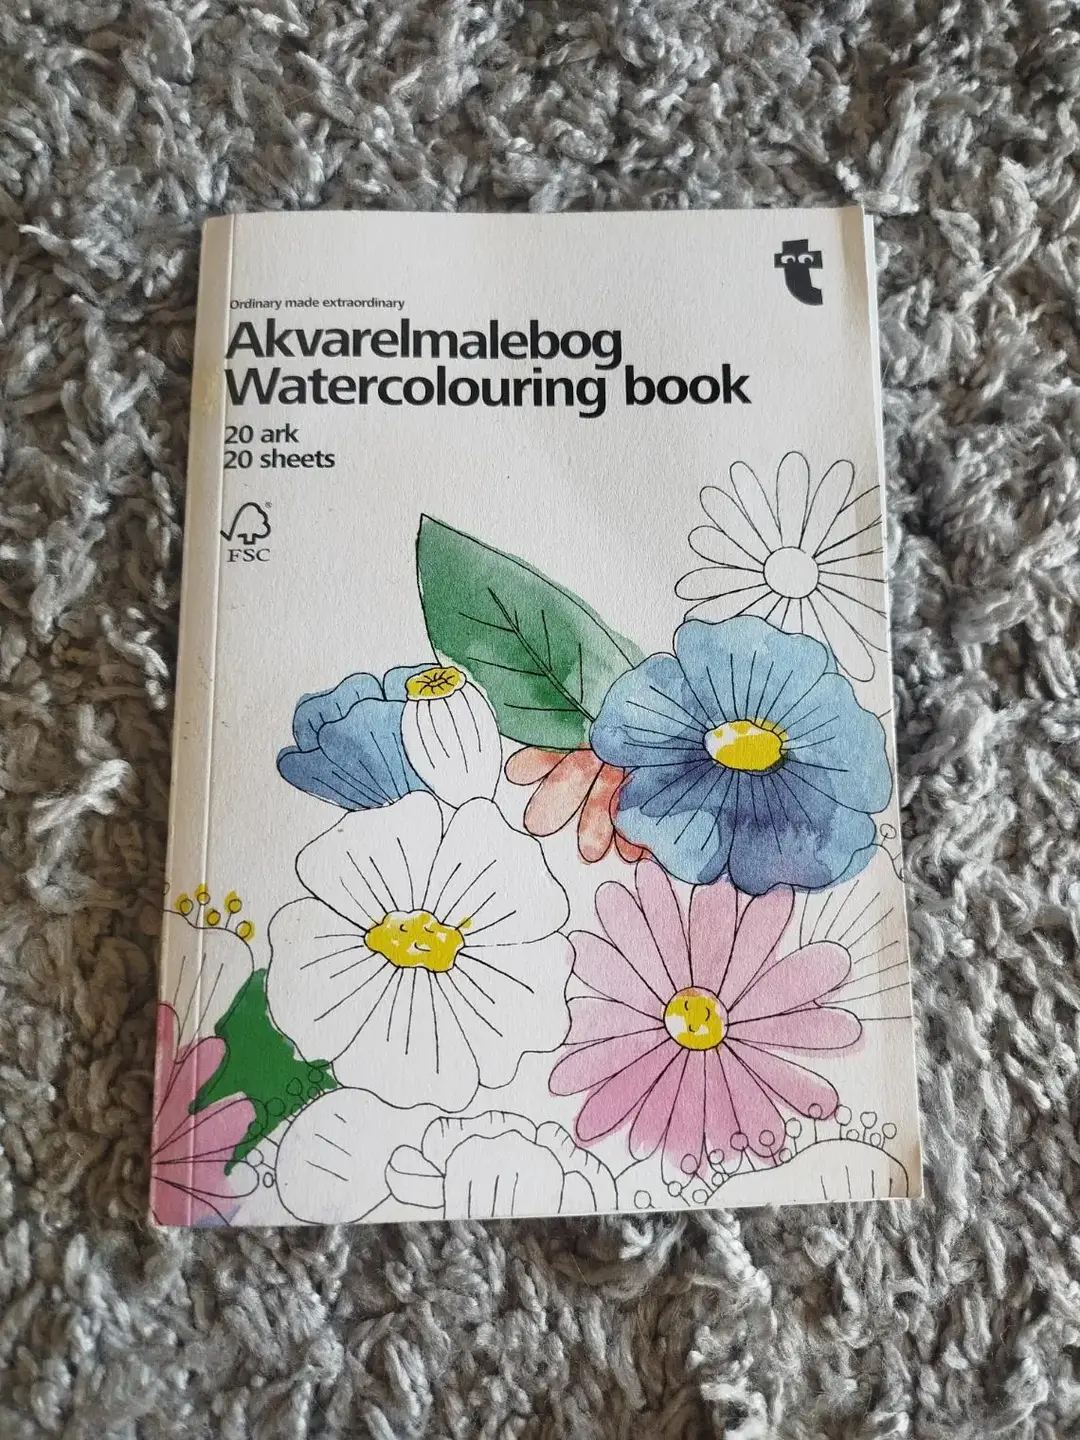 Ordinary made extraordinary
Akvarelmalebog
Watercolouring book
20 ark
20 sheets
®
FSC
t